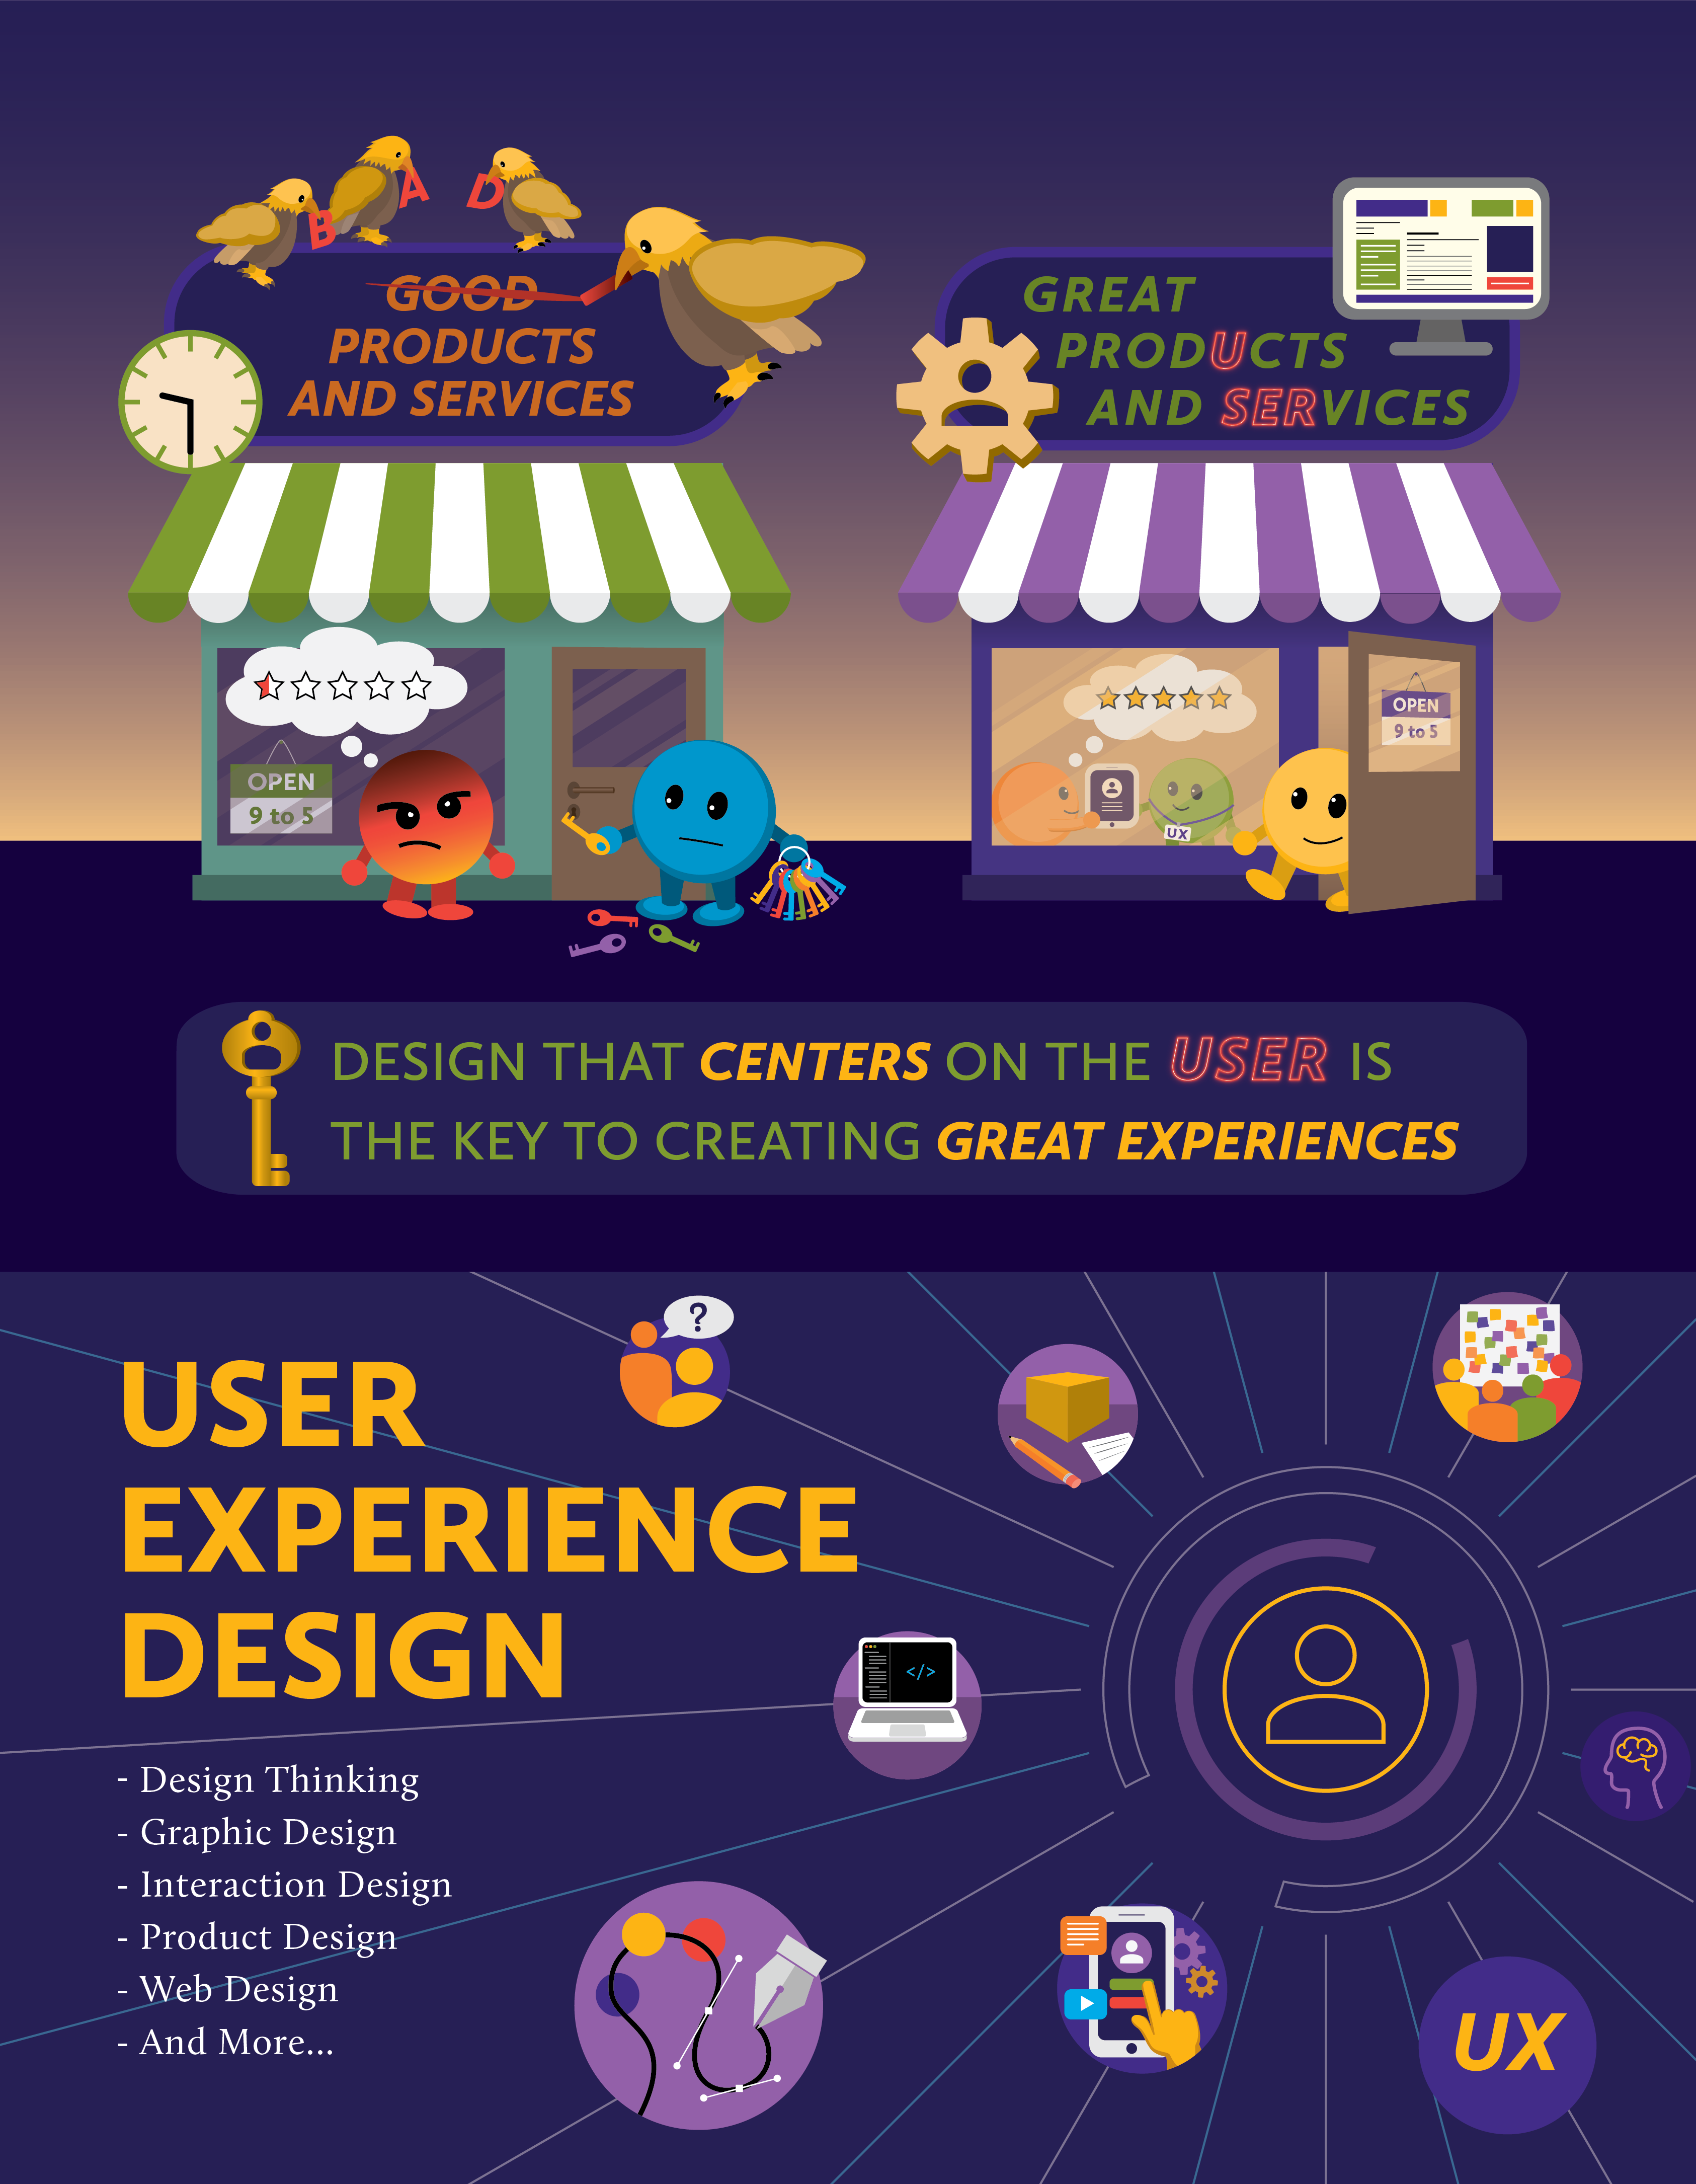 B A D
GOOD
PRODUCTS
AND SERVICES
GREAT
PRODUCTS
AND SERVICES
OPEN
9 to 5
UX
OPEN
9 to 5
DESIGN THAT CENTERS ON THE USER IS
THE KEY TO CREATING GREAT EXPERIENCES
?
USER
EXPERIENCE
DESIGN
</>
- Design Thinking
- Graphic Design
- Interaction Design
- Product Design
- Web Design
- And More...
UX